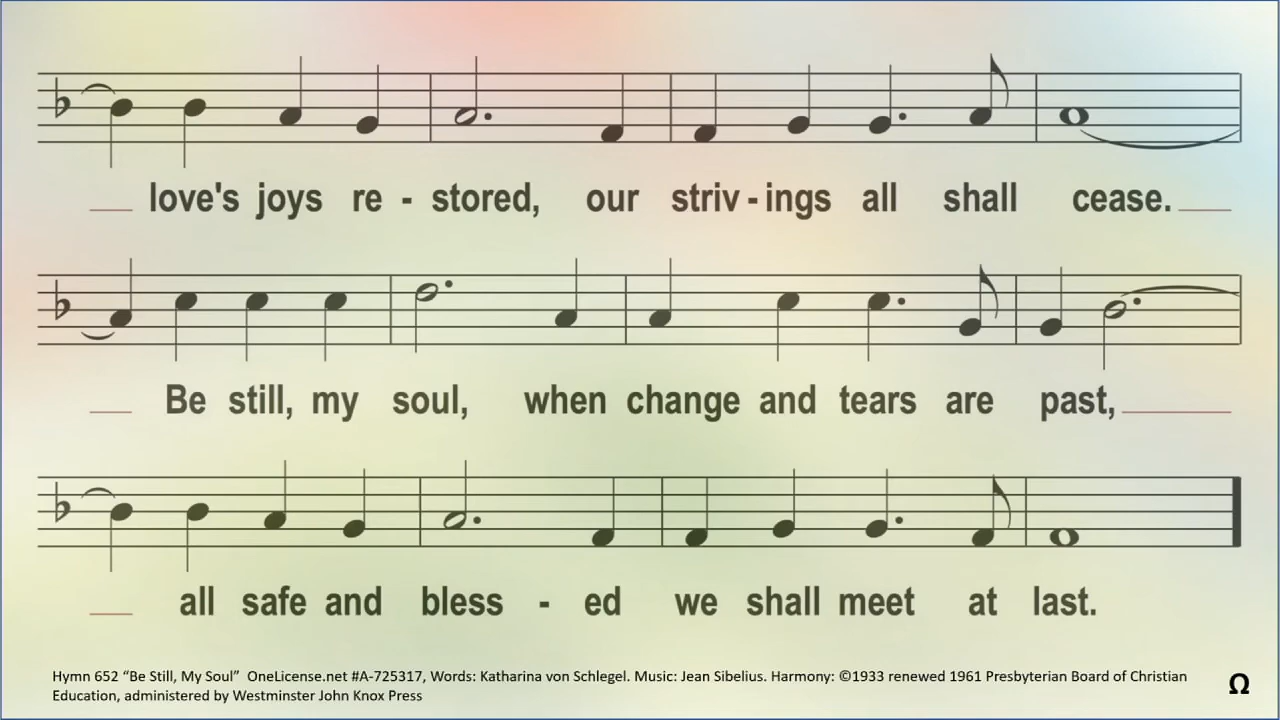 love's joys re - stored, our striv - ings all shall cease.
Be still, my soul, when change and tears are past,
all safe and bless - ed we shall meet at last.
Hymn 652 “Be Still, My Soul” OneLicense.net #A-725317, Words: Katharina von Schlegel. Music: Jean Sibelius. Harmony: ©1933 renewed 1961 Presbyterian Board of Christian
Education, administered by Westminster John Knox Press
Ω